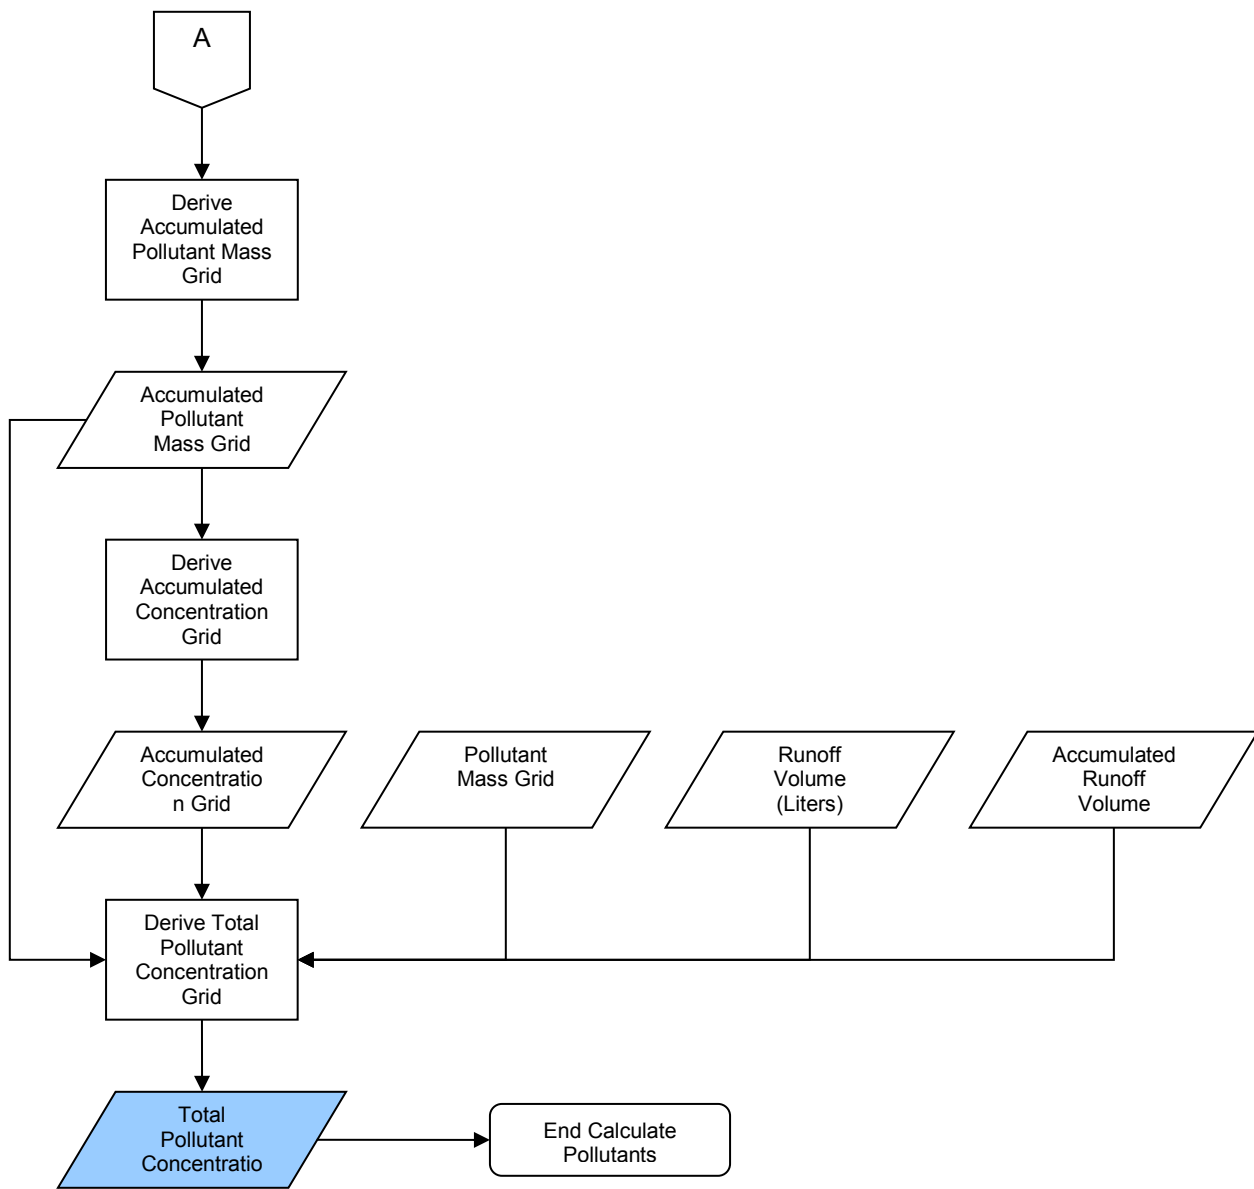 A
Derive
Accumulated
Pollutant Mass
Grid
Accumulated
Pollutant
Mass Grid
Derive
Accumulated
Concentration
Grid
Accumulated
Concentratio
n Grid
Pollutant
Mass Grid
Runoff
Volume
(Liters)
Accumulated
Runoff
Volume
Derive Total
Pollutant
Concentration
Grid
Total
Pollutant
Concentratio
End Calculate
Pollutants